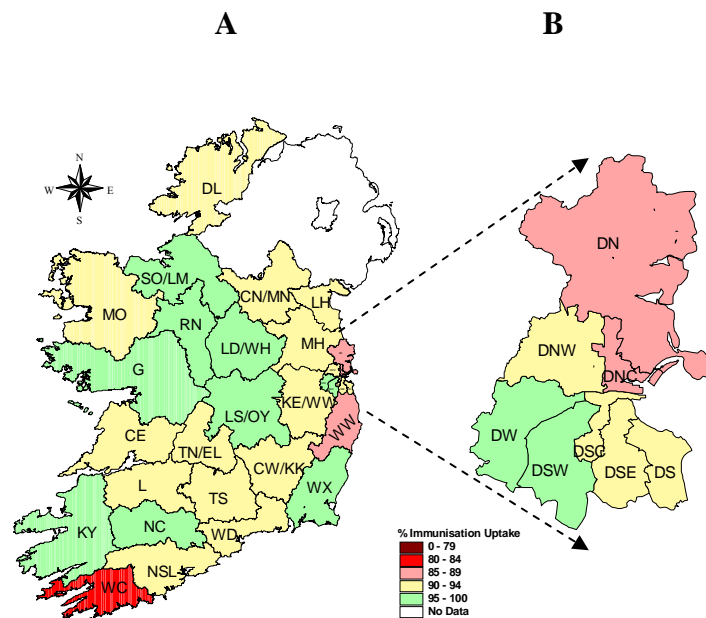 A
B
N
W E
S
DL
SO/LM
CN/MN
LH
MO
RN
LD/WH
MH
G
LS/OY
KE/WW
WW
CE
TN/EL
CW/KK
L
TS
WX
KY
NC
WD
NSL
WC
DN
DNW
DNC
DW
DSC
DSW
DSE
DS
% Immunisation Uptake
0 - 79
80 - 84
85 - 89
90 - 94
95 - 100
No Data